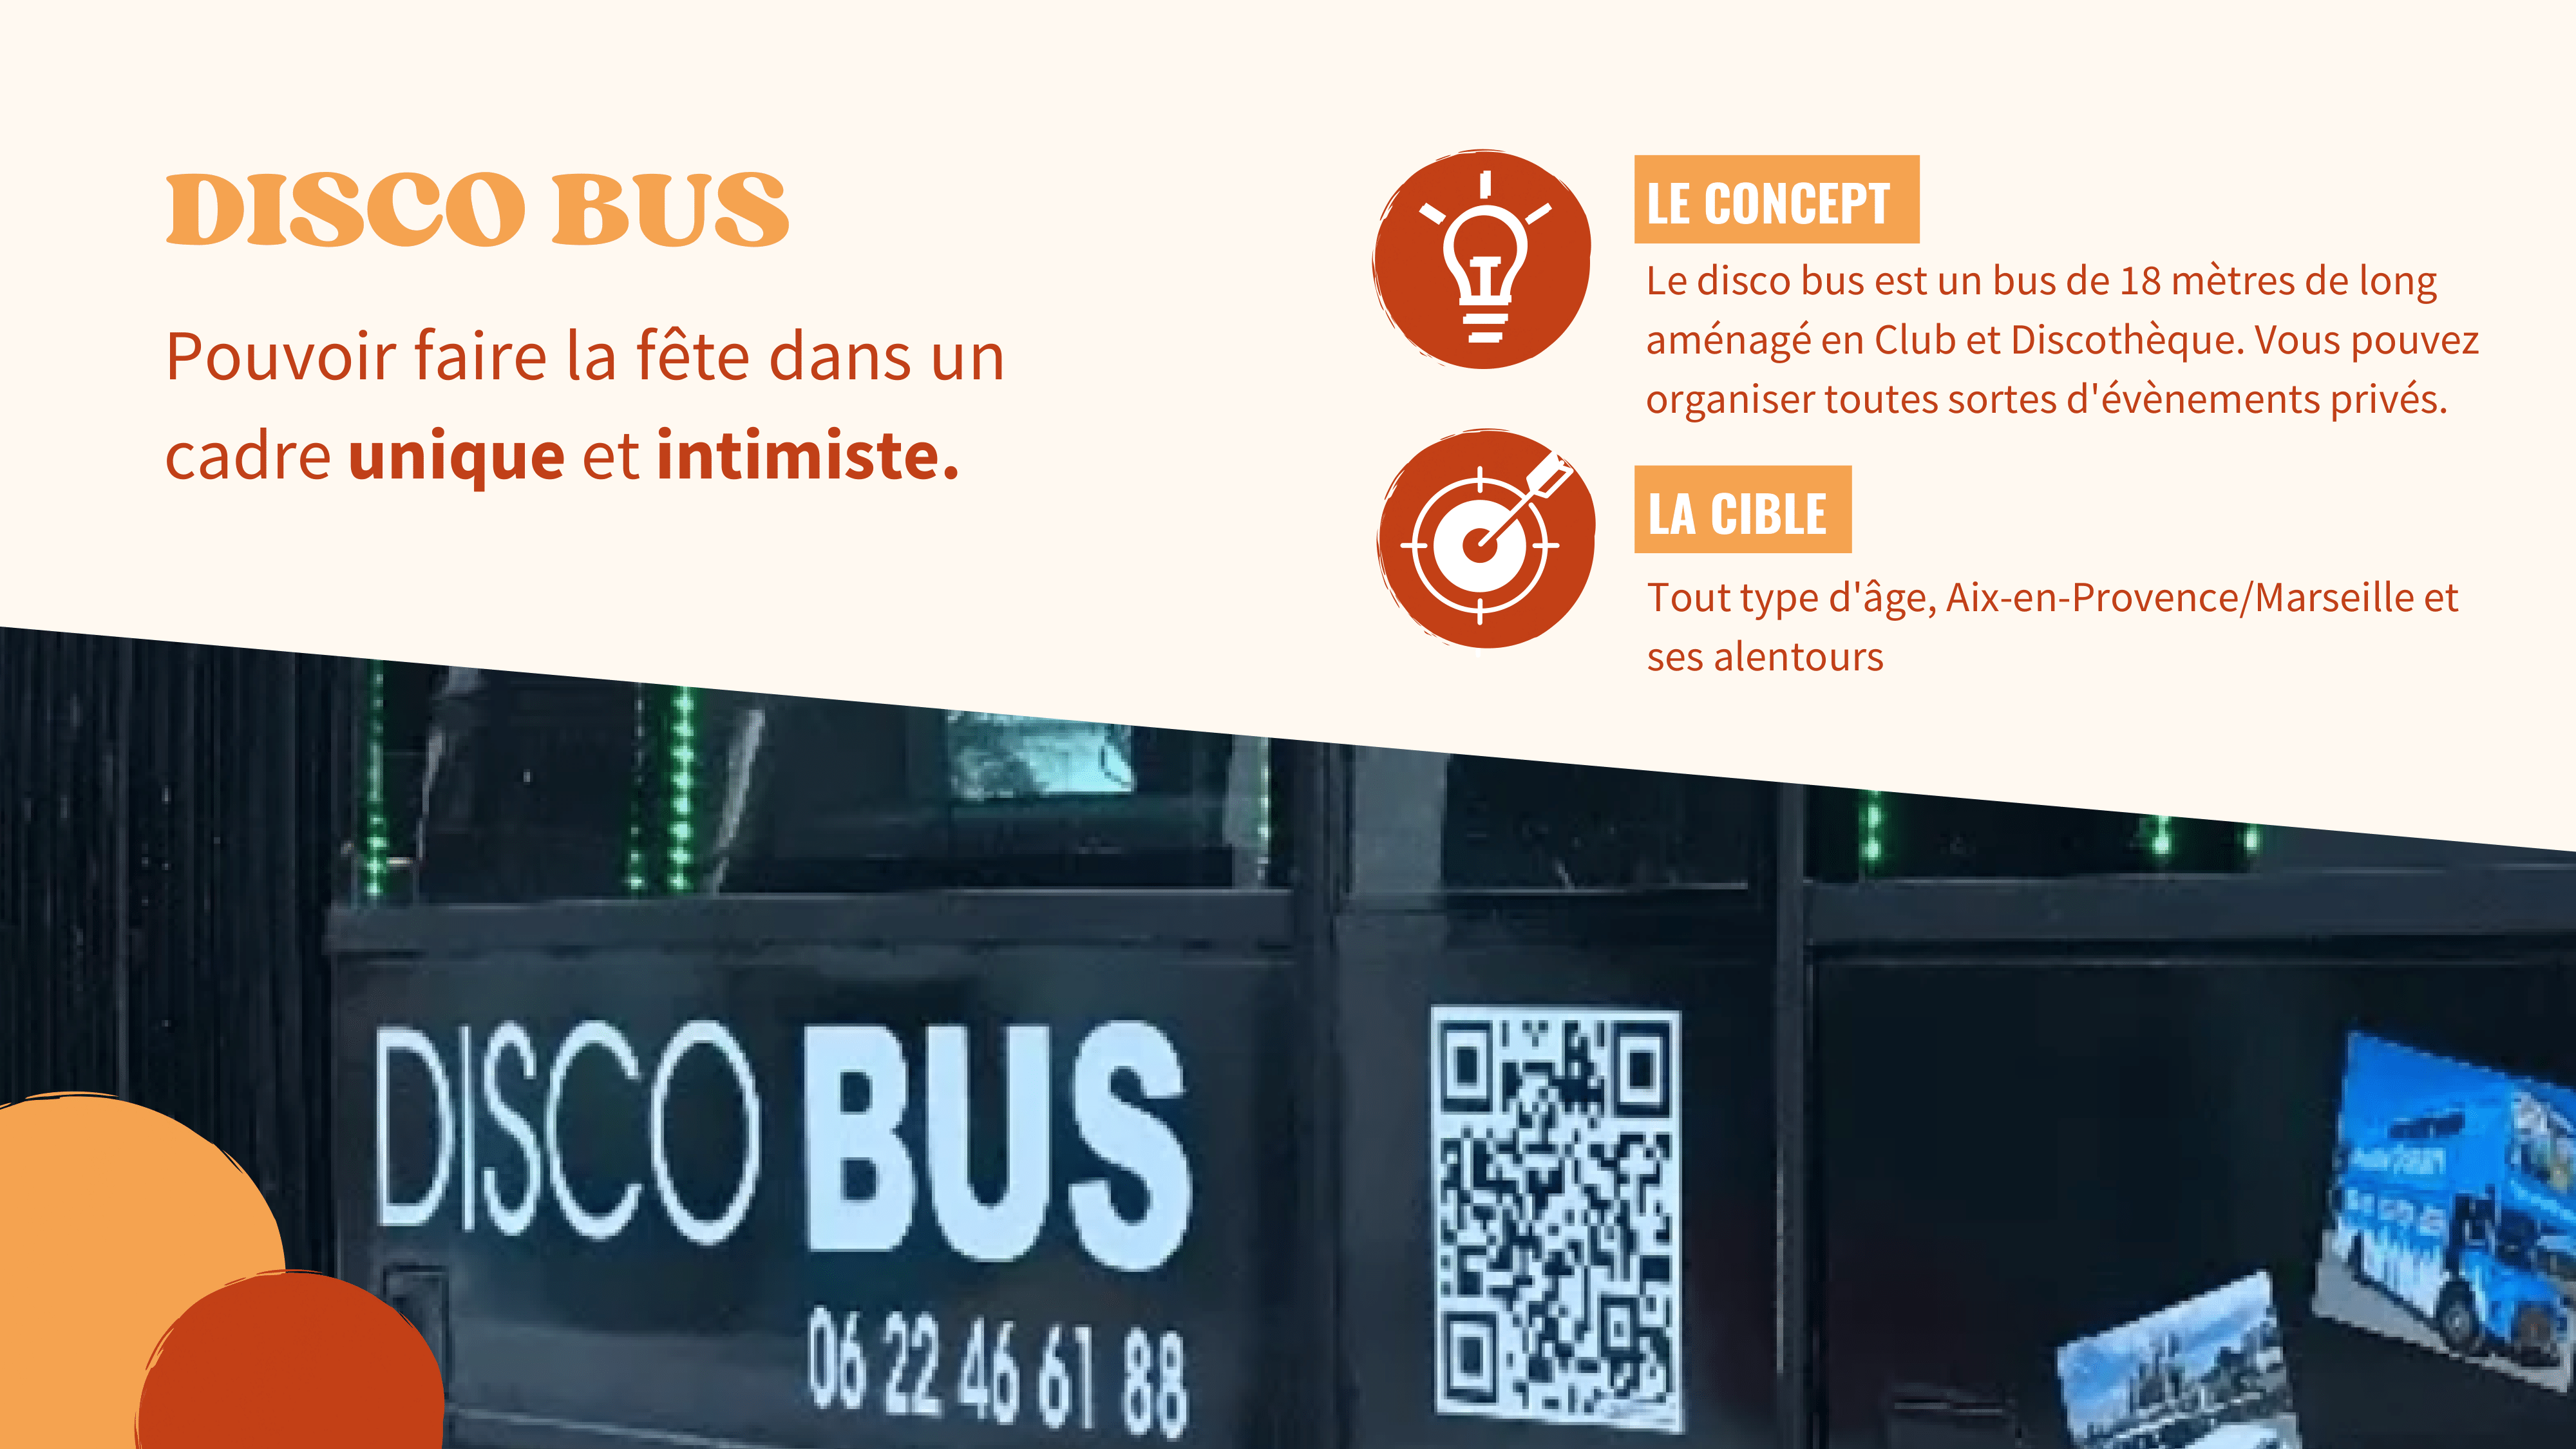 DISCO BUS
Pouvoir faire la fête dans un
cadre unique et intimiste.
LE CONCEPT
Le disco bus est un bus de 18 mètres de long
aménagé en Club et Discothèque. Vous pouvez
organiser toutes sortes d'évènements privés.
LA CIBLE
Tout type d'âge, Aix-en-Provence/Marseille et
ses alentours
DISCO BUS
06 22 46 61 88